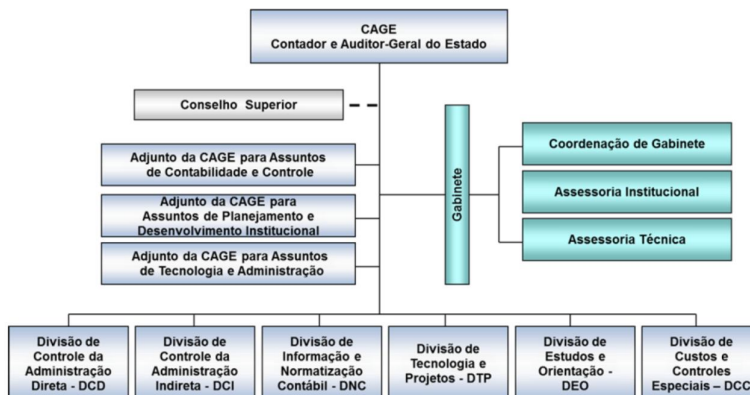 CAGE
Contador e Auditor-Geral do Estado
Conselho Superior
Adjunto da CAGE para Assuntos
de Contabilidade e Controle
Adjunto da CAGE para
Assuntos de Planejamento e
Desenvolvimento Institucional
Adjunto da CAGE para Assuntos
de Tecnologia e Administração
Gabinete
Coordenação de Gabinete
Assessoria Institucional
Assessoria Técnica
Divisão de
Controle da
Administração
Direta - DCD
Divisão de
Controle da
Administração
Indireta - DCI
Divisão de
Informação e
Normatização
Contábil - DNC
Divisão de
Tecnologia e
Projetos - DTP
Divisão de
Estudos e
Orientação -
DEO
Divisão de
Custos e
Controles
Especiais – DCC